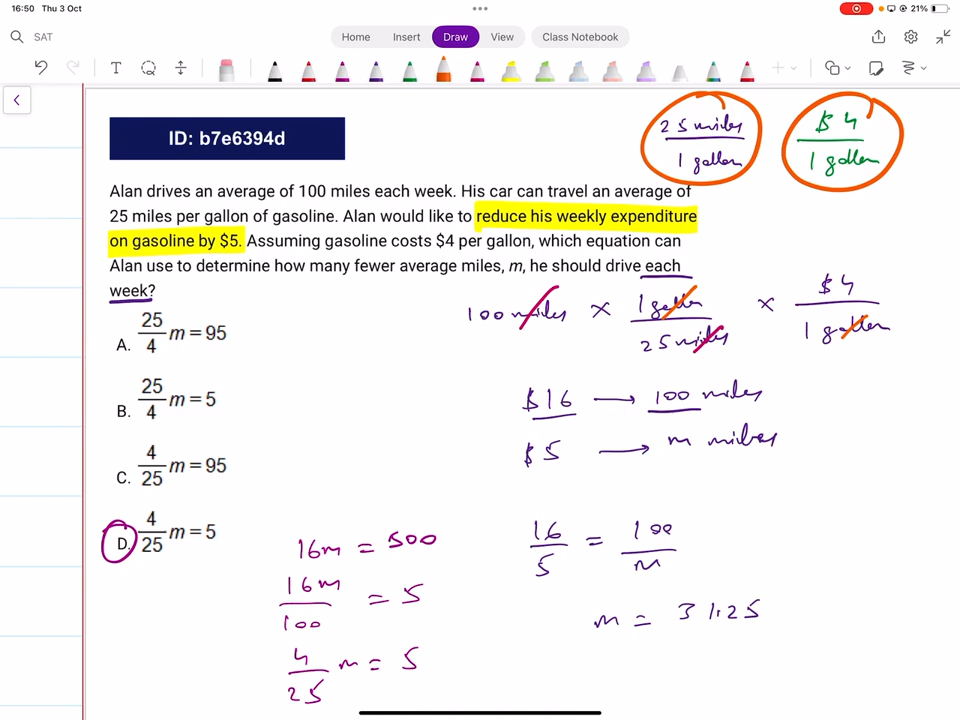 16:50 Thu 3 Oct
21%
SAT
Home Insert Draw View Class Notebook
ID: b7e6394d
25 miles
1 gallon
$4
1 gallon
Alan drives an average of 100 miles each week. His car can travel an average of
25 miles per gallon of gasoline. Alan would like to reduce his weekly expenditure
on gasoline by $5. Assuming gasoline costs $4 per gallon, which equation can
Alan use to determine how many fewer average miles, m, he should drive each
week?
A. 25/4 m = 95
B. 25/4 m = 5
C. 4/25 m = 95
D. 4/25 m = 5
100 miles × 1 gallon / 25 miles × $4 / 1 gallon
$16 → 100 miles
$5 → m miles
16/5 = 100/m
m = 31.25
16m = 500
16m/100 = 5
4/25 m = 5